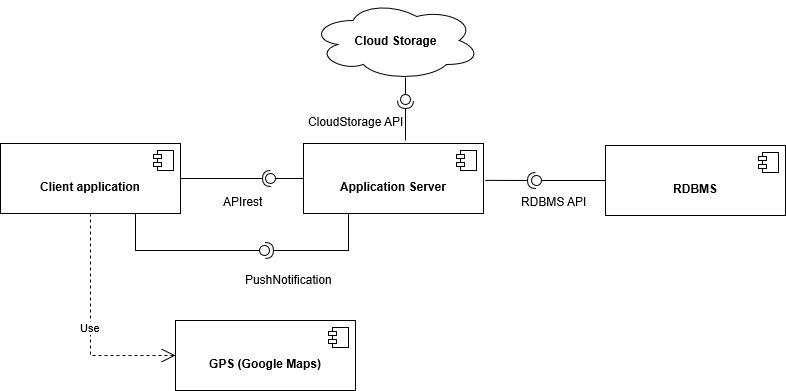 Cloud Storage
CloudStorage API
Client application
APIrest
Application Server
RDBMS API
RDBMS
PushNotification
Use
GPS (Google Maps)